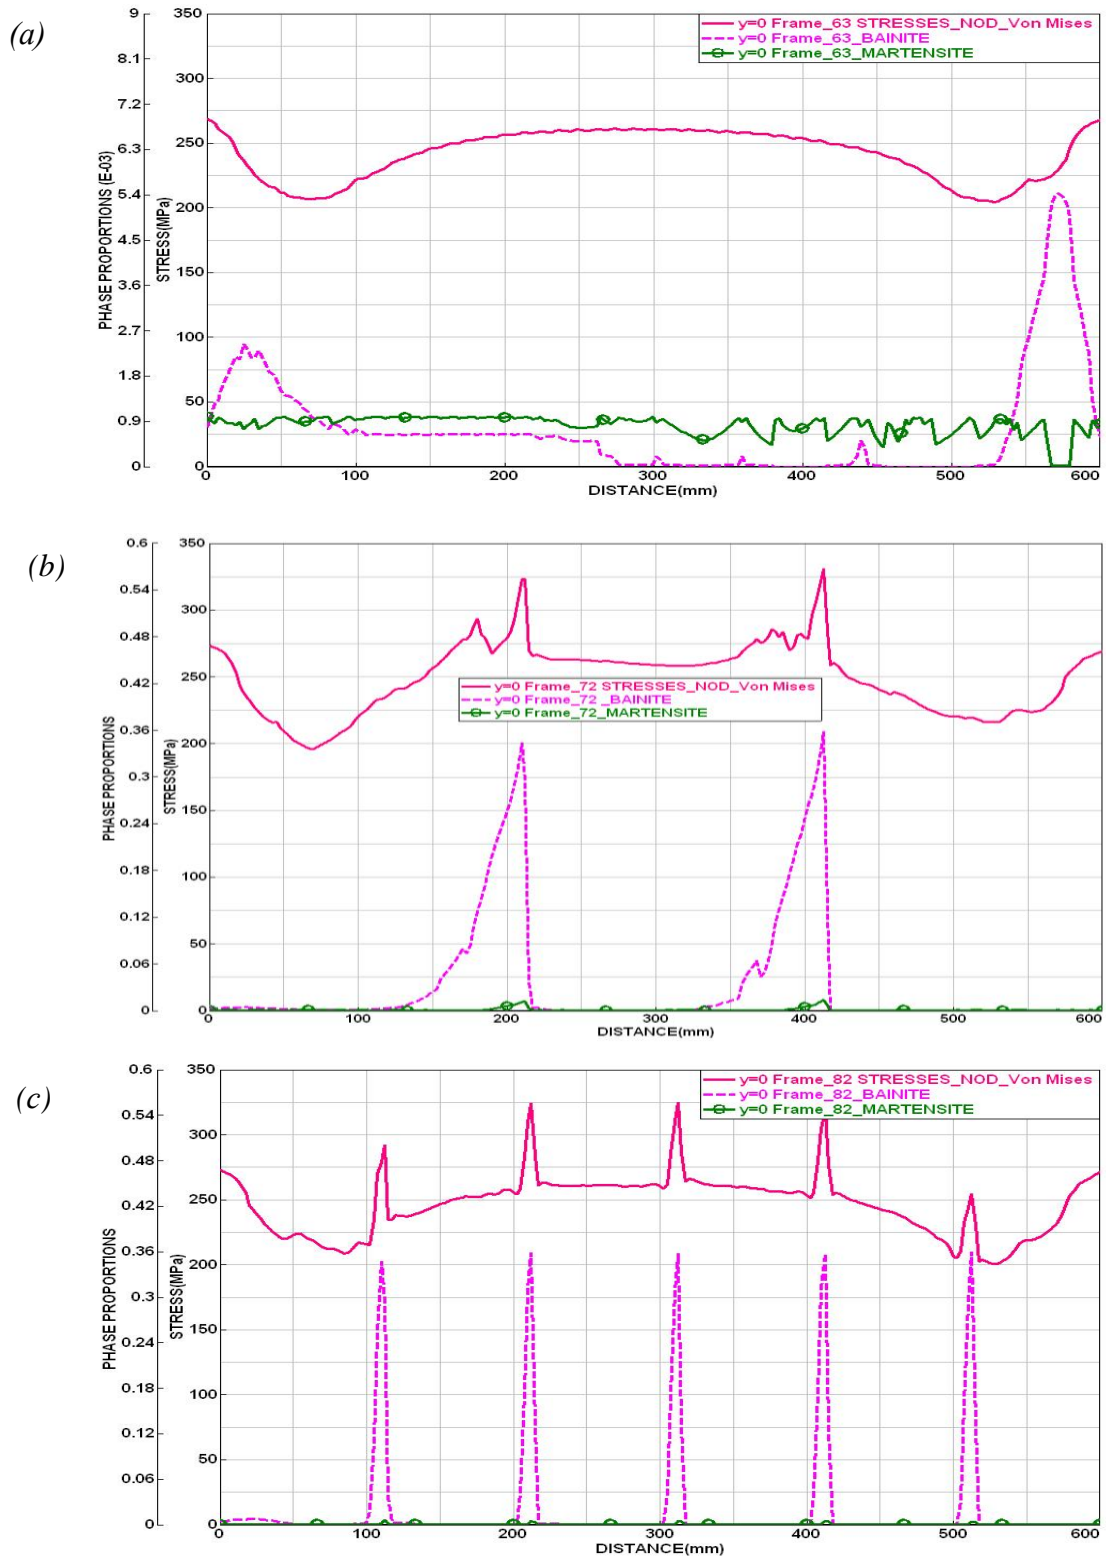 (a)
y=0 Frame_63 STRESSES_NOD_Von Mises
y=0 Frame_63_BAINITE
y=0 Frame_63_MARTENSITE
PHASE PROPORTIONS (E-03)
9
8.1
7.2
6.3
5.4
4.5
3.6
2.7
1.8
0.9
0
STRESS(MPa)
350
300
250
200
150
100
50
0
0 100 200 300 400 500 600
DISTANCE(mm)
(b)
y=0 Frame_72 STRESSES_NOD_Von Mises
y=0 Frame_72 _BAINITE
y=0 Frame_72_MARTENSITE
PHASE PROPORTIONS
0.6
0.54
0.48
0.42
0.36
0.3
0.24
0.18
0.12
0.06
0
STRESS(MPa)
350
300
250
200
150
100
50
0
0 100 200 300 400 500 600
DISTANCE(mm)
(c)
y=0 Frame_82 STRESSES_NOD_Von Mises
y=0 Frame_82_BAINITE
y=0 Frame_82_MARTENSITE
PHASE PROPORTIONS
0.6
0.54
0.48
0.42
0.36
0.3
0.24
0.18
0.12
0.06
0
STRESS(MPa)
350
300
250
200
150
100
50
0
0 100 200 300 400 500 600
DISTANCE(mm)